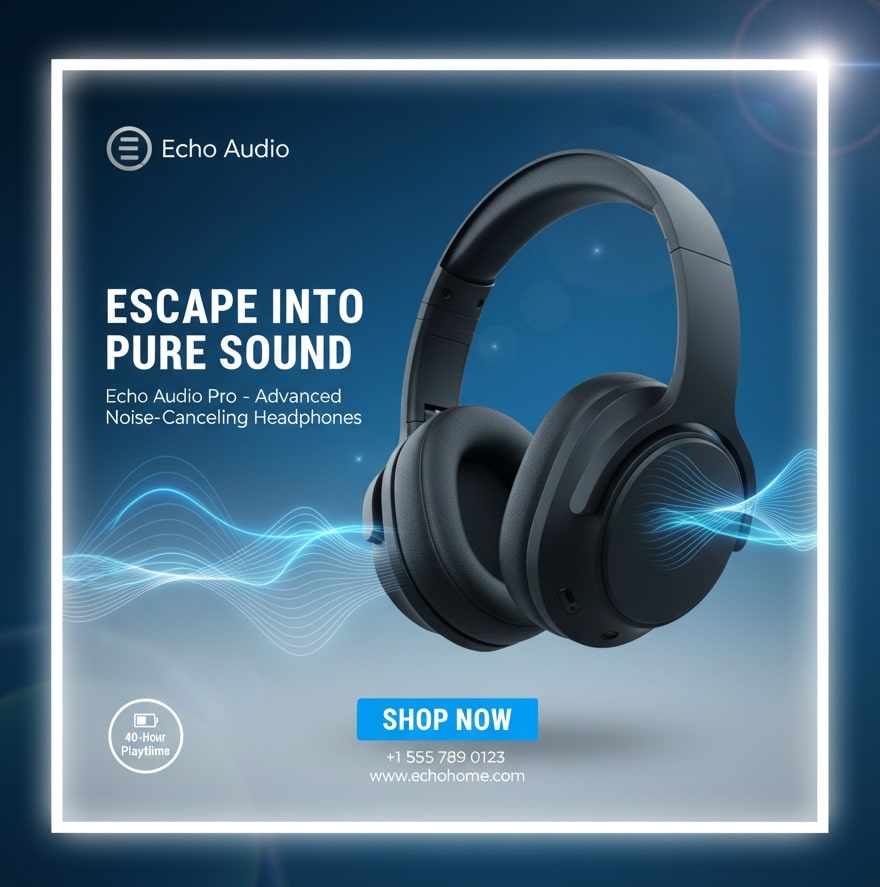 Echo Audio
ESCAPE INTO
PURE SOUND
Echo Audio Pro - Advanced
Noise-Canceling Headphones
40-Hour
Playtime
SHOP NOW
+1 555 789 0123
www.echohome.com